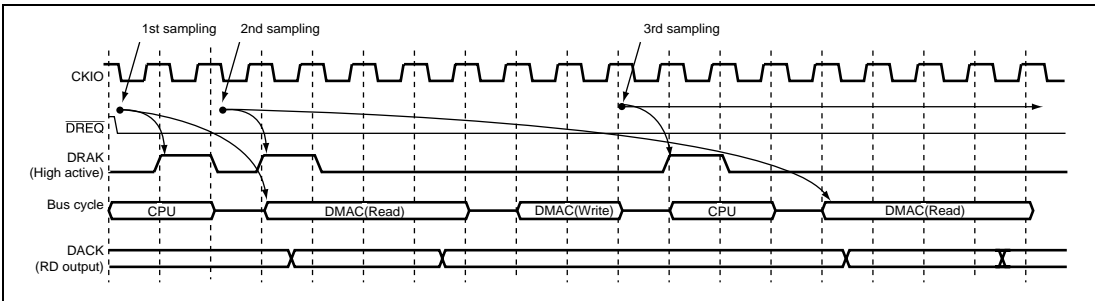 1st sampling 2nd sampling 3rd sampling
CKIO
DREQ
DRAK
(High active)
Bus cycle CPU DMAC(Read) DMAC(Write) CPU DMAC(Read)
DACK
(RD output)